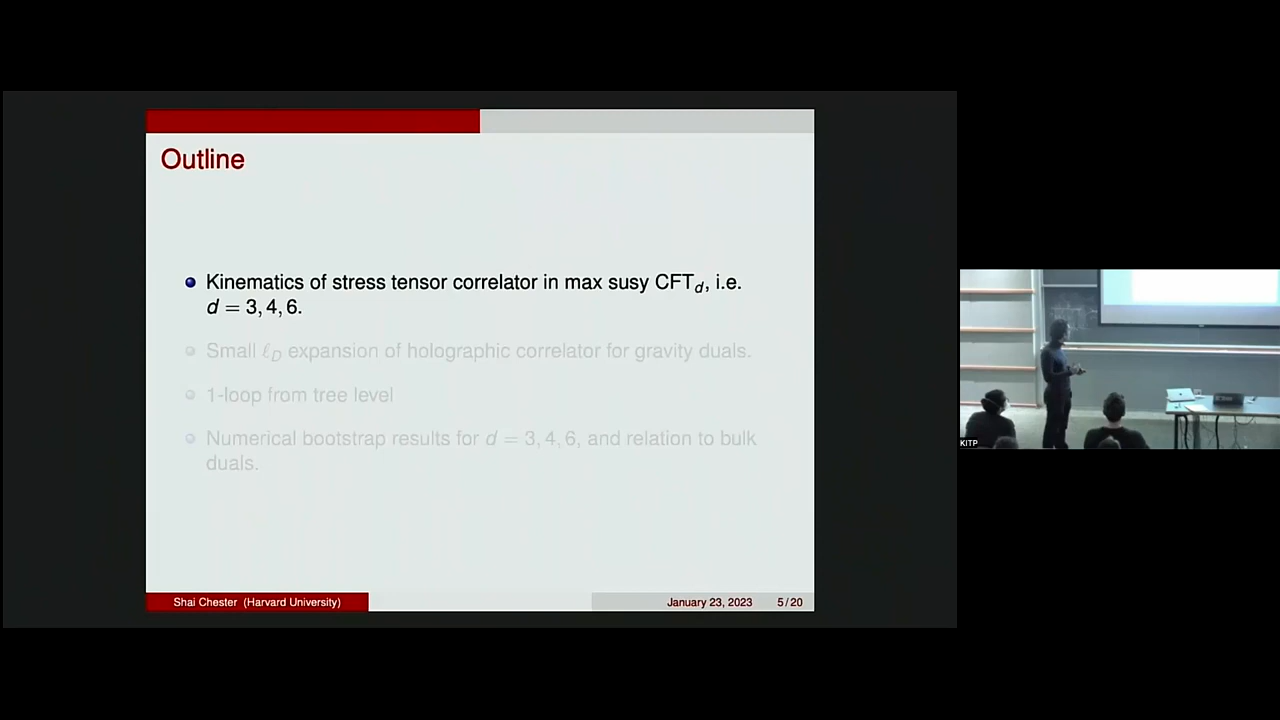 Outline
Kinematics of stress tensor correlator in max susy CFT_d, i.e.
d = 3, 4, 6.
Small ℓ_D expansion of holographic correlator for gravity duals.
1-loop from tree level
Numerical bootstrap results for d = 3, 4, 6, and relation to bulk
duals.
Shai Chester (Harvard University)
January 23, 2023 5/20
KITP